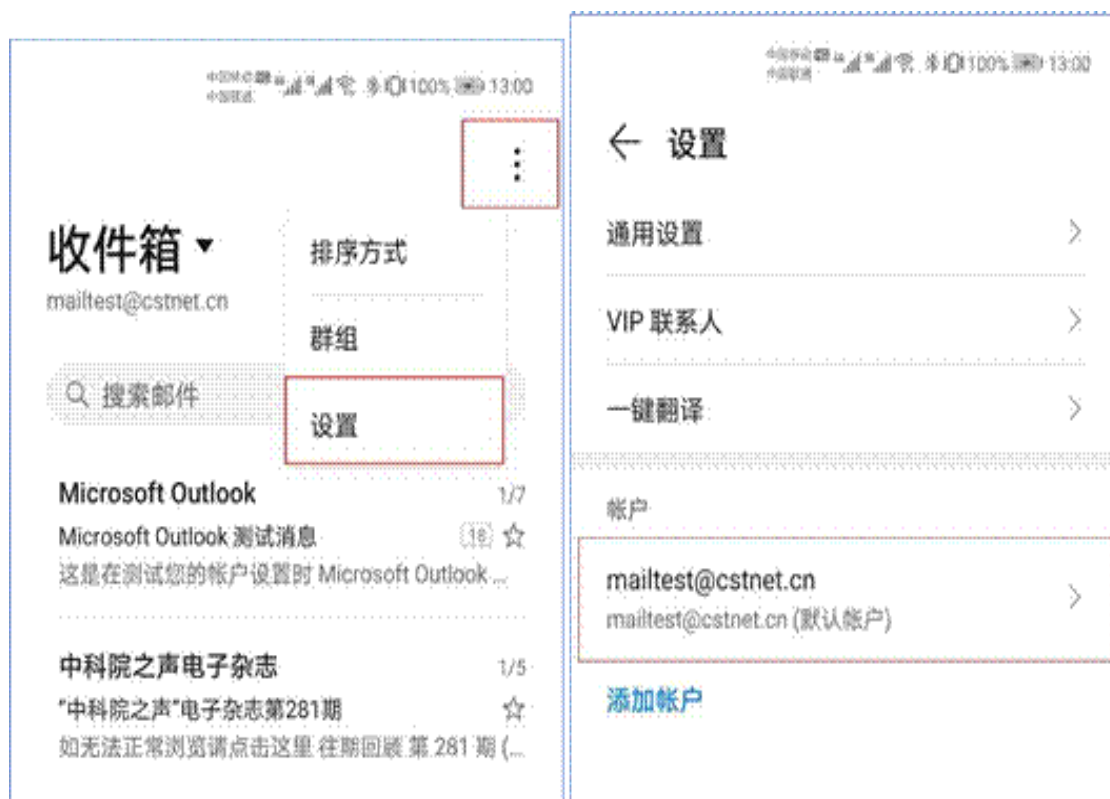 100% 13:00
收件箱
mailtest@cstnet.cn
排序方式
群组
设置
搜索邮件
Microsoft Outlook 1/7
Microsoft Outlook 测试消息 18
这是在测试您的帐户设置时 Microsoft Outlook ...
中科院之声电子杂志 1/5
“中科院之声”电子杂志第281期
如无法正常浏览请点击这里 往期回顾 第 281 期 (...
100% 13:00
设置
通用设置
VIP 联系人
一键翻译
帐户
mailtest@cstnet.cn
mailtest@cstnet.cn (默认帐户)
添加帐户